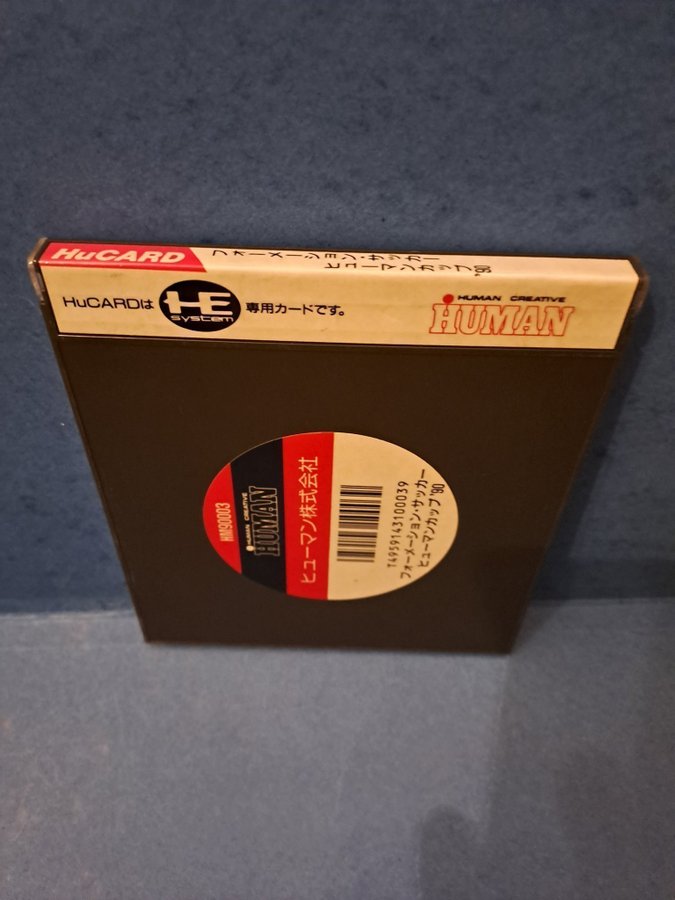 HuCARD
フォーメーション・サッカー
ヒューマンカップ'90
HuCARDは
HE
system
専用カードです。
HUMAN CREATIVE
HUMAN
HM90003
HUMAN CREATIVE
HUMAN
ヒューマン株式会社
T4959143100039
フォーメーション・サッカー
ヒューマンカップ'90